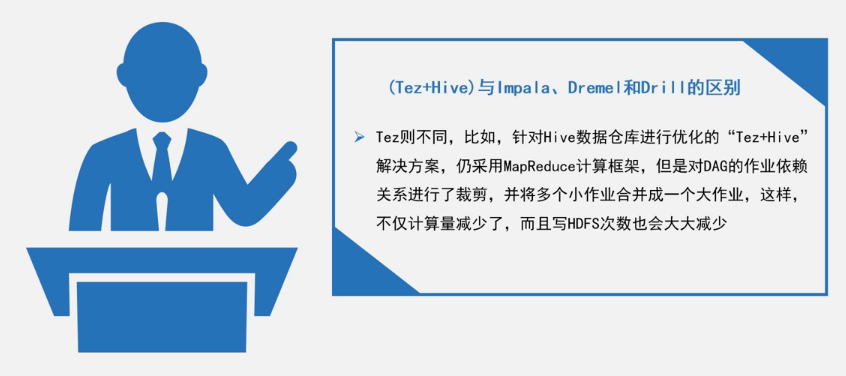 (Tez+Hive)与Impala、Dremel和Drill的区别
Tez则不同，比如，针对Hive数据仓库进行优化的“Tez+Hive”
解决方案，仍采用MapReduce计算框架，但是对DAG的作业依赖
关系进行了裁剪，并将多个小作业合并成一个大作业，这样，
不仅计算量减少了，而且写HDFS次数也会大大减少